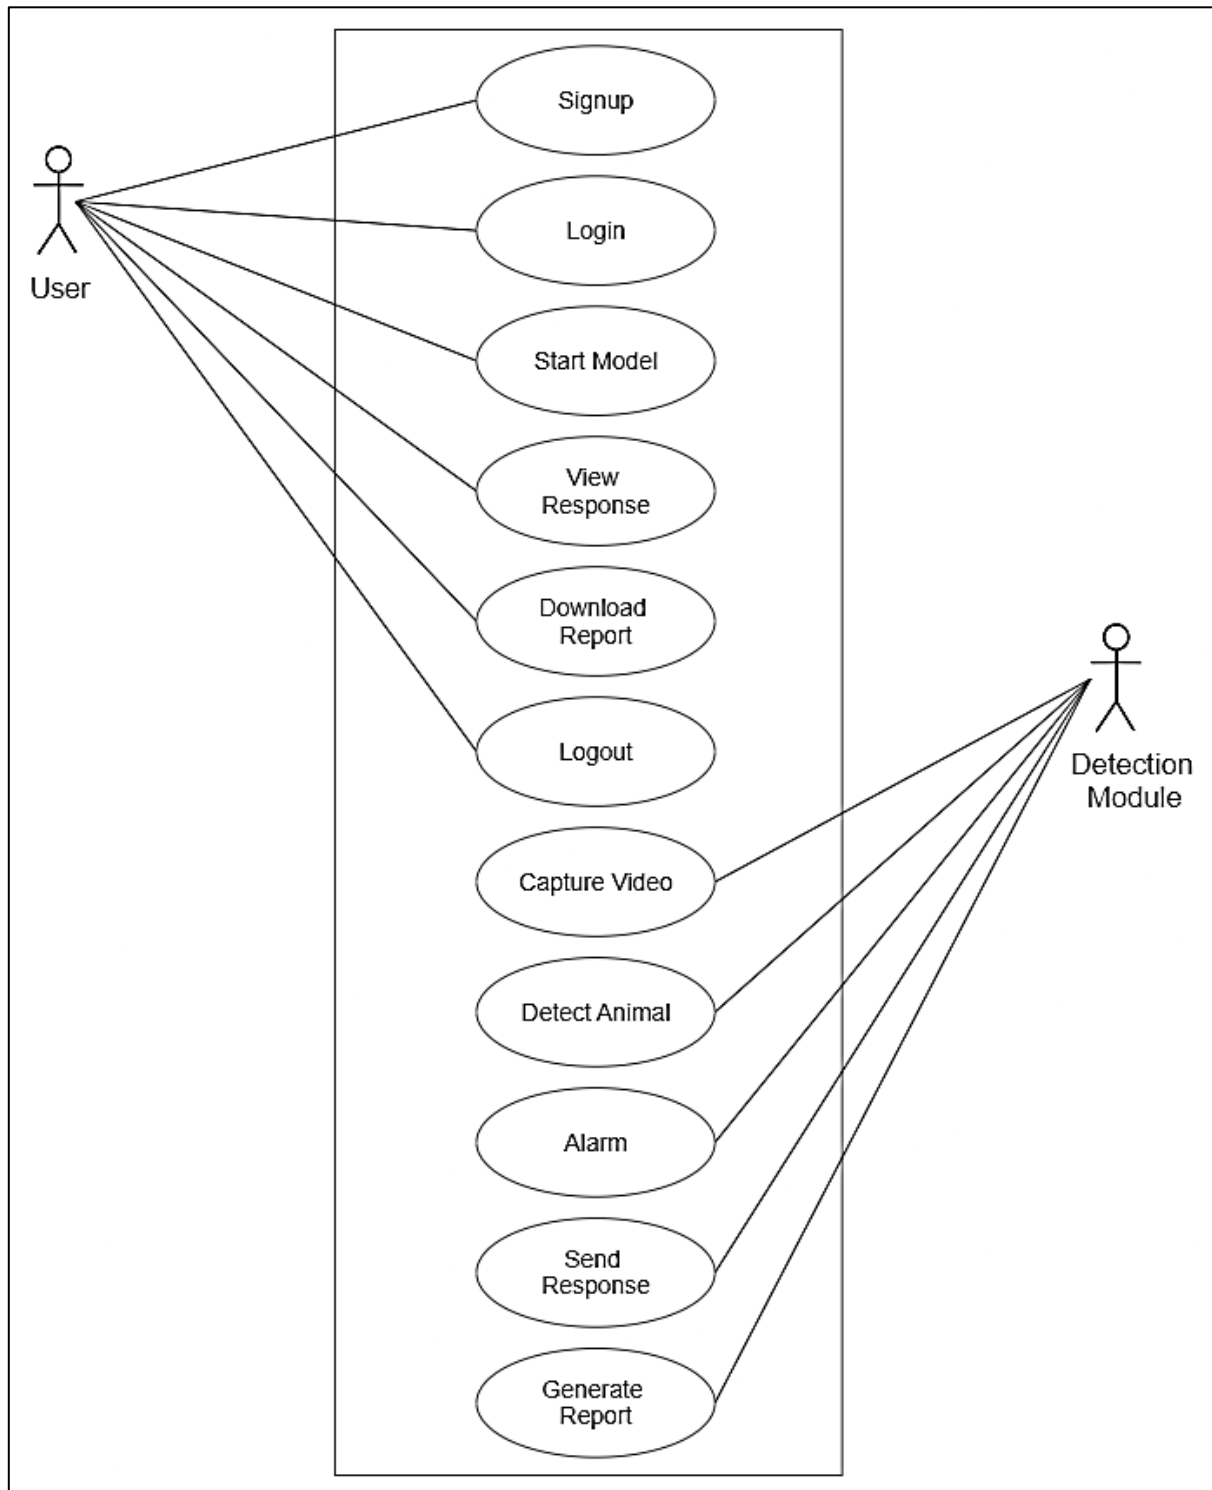 Signup
Login
User
Start Model
View
Response
Download
Report
Logout
Detection
Module
Capture Video
Detect Animal
Alarm
Send
Response
Generate
Report